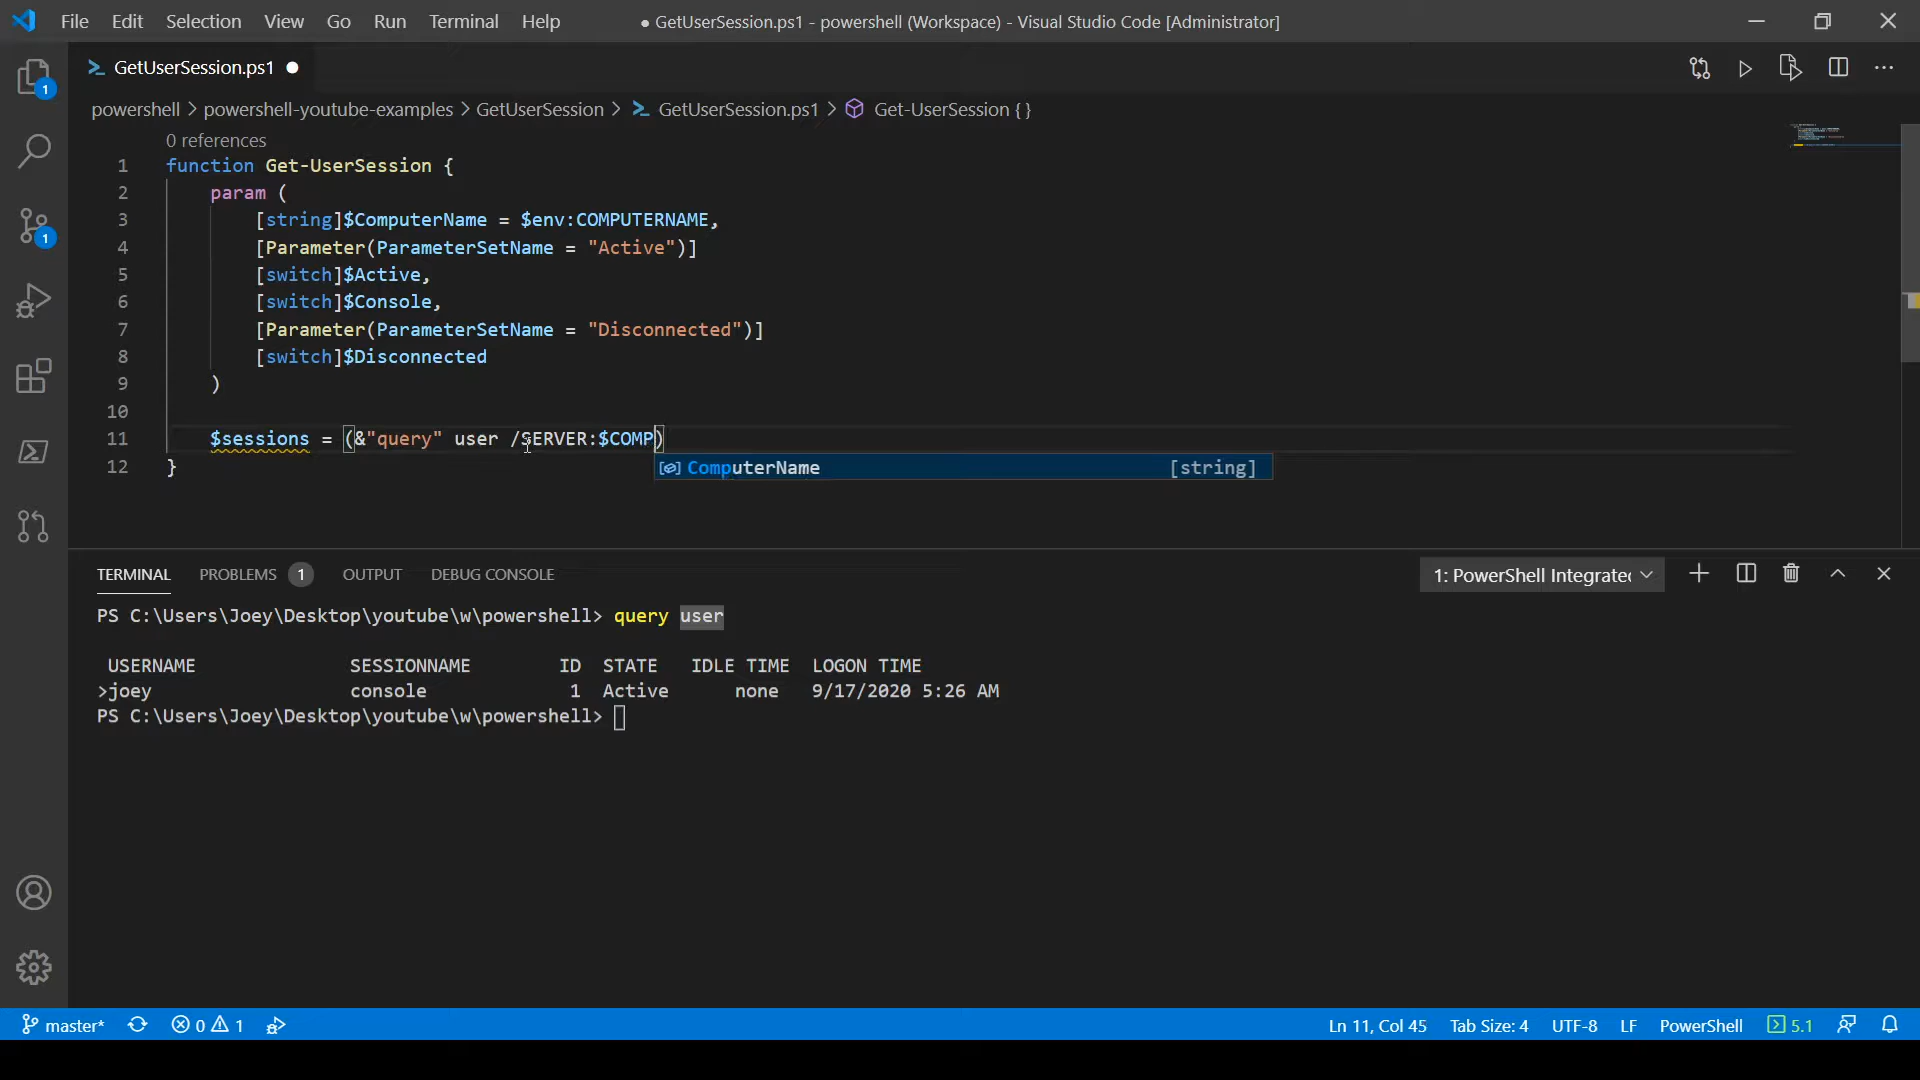 File Edit Selection View Go Run Terminal Help ● GetUserSession.ps1 - powershell (Workspace) - Visual Studio Code [Administrator]
GetUserSession.ps1 ●
powershell > powershell-youtube-examples > GetUserSession > GetUserSession.ps1 > Get-UserSession { }
0 references
1 function Get-UserSession {
2 param (
3 [string]$ComputerName = $env:COMPUTERNAME,
4 [Parameter(ParameterSetName = "Active")]
5 [switch]$Active,
6 [switch]$Console,
7 [Parameter(ParameterSetName = "Disconnected")]
8 [switch]$Disconnected
9 )
10
11 $sessions = (&"query" user /SERVER:$COMP)
ComputerName [string]
12 }
TERMINAL PROBLEMS 1 OUTPUT DEBUG CONSOLE 1: PowerShell Integrated
PS C:\Users\Joey\Desktop\youtube\w\powershell> query user
USERNAME SESSIONNAME ID STATE IDLE TIME LOGON TIME
>joey console 1 Active none 9/17/2020 5:26 AM
PS C:\Users\Joey\Desktop\youtube\w\powershell>
1
1
master* 0 1 Ln 11, Col 45 Tab Size: 4 UTF-8 LF PowerShell 5.1